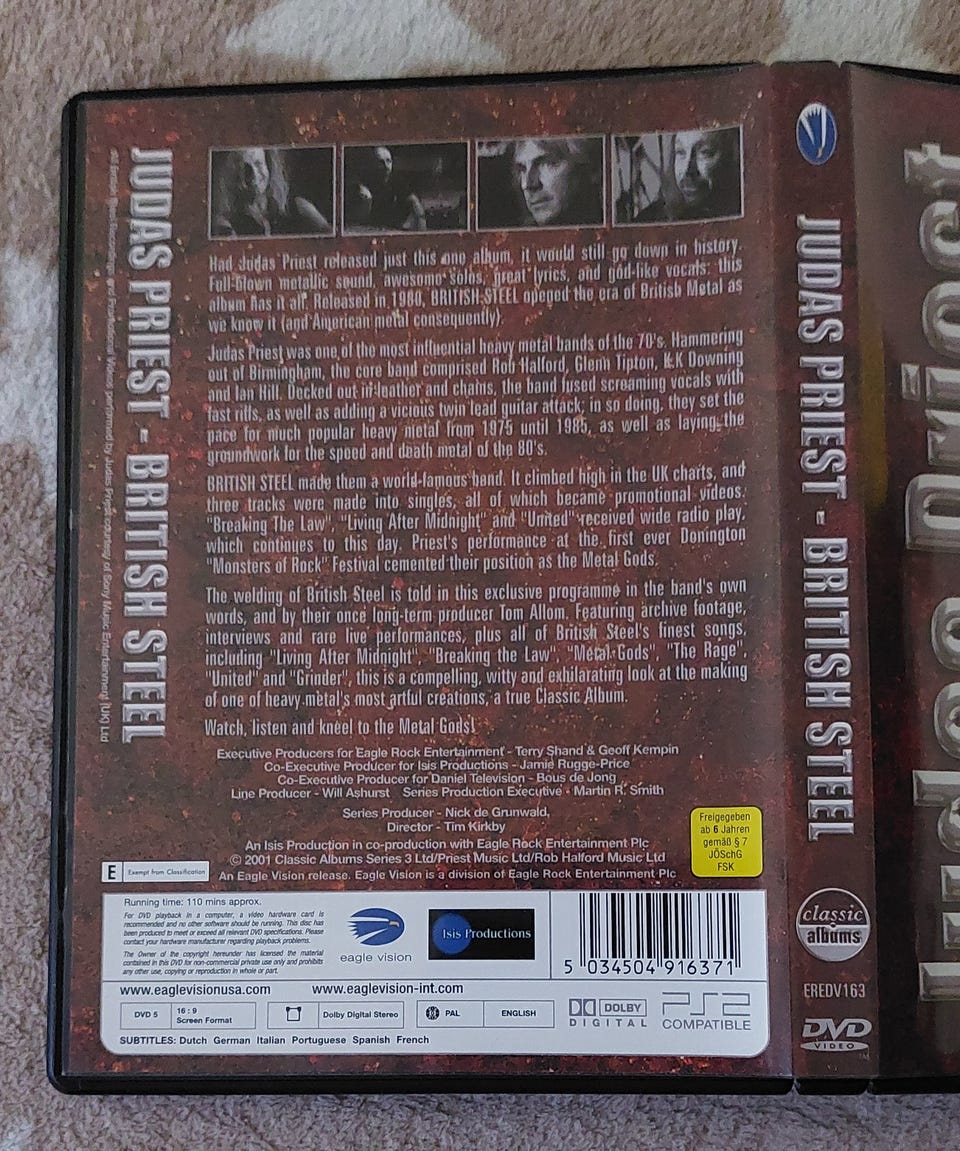 JUDAS PRIEST - BRITISH STEEL
Had Judas Priest released just this one album, it would still go down in history.
Full-blown metallic sound, awesome solos, great lyrics, and god-like vocals: this
album has it all. Released in 1980, BRITISH STEEL opened the era of British Metal as
we know it (and American metal consequently).
Judas Priest was one of the most influential heavy metal bands of the 70's. Hammering
out of Birmingham, the core band comprised Rob Halford, Glenn Tipton, K.K Downing
and Ian Hill. Decked out in leather and chains, the band fused screaming vocals with
fast riffs, as well as adding a vicious twin lead guitar attack; in so doing, they set the
pace for much popular heavy metal from 1975 until 1985, as well as laying the
groundwork for the speed and death metal of the 80's.
BRITISH STEEL made them a world-famous band. It climbed high in the UK charts, and
three tracks were made into singles, all of which became promotional videos.
"Breaking The Law", "Living After Midnight" and "United" received wide radio play,
which continues to this day. Priest's performance at the first ever Donington
"Monsters of Rock" Festival cemented their position as the Metal Gods.
The welding of British Steel is told in this exclusive programme in the band's own
words, and by their once long-term producer Tom Allom. Featuring archive footage,
interviews and rare live performances, plus all of British Steel's finest songs,
including "Living After Midnight", "Breaking the Law", "Metal Gods", "The Rage",
"United" and "Grinder", this is a compelling, witty and exhilarating look at the making
of one of heavy metal's most artful creations, a true Classic Album.
Watch, listen and kneel to the Metal Gods!
Executive Producers for Eagle Rock Entertainment - Terry Shand & Geoff Kempin
Co-Executive Producer for Isis Productions - Jamie Rugge-Price
Co-Executive Producer for Daniel Television - Bous de Jong
Line Producer - Will Ashurst Series Production Executive - Martin R. Smith
Series Producer - Nick de Grunwald,
Director - Tim Kirkby
An Isis Production in co-production with Eagle Rock Entertainment Plc
© 2001 Classic Albums Series 3 Ltd/Priest Music Ltd/Rob Halford Music Ltd
An Eagle Vision release. Eagle Vision is a division of Eagle Rock Entertainment Plc
Freigegeben
ab 6 Jahren
gemäß § 7
JÖSchG
FSK
E Exempt from Classification
Running time: 110 mins approx.
For DVD playback in a computer, a video hardware card is
recommended and no other software should be running. This disc has
been produced to meet or exceed all relevant DVD specifications. Please
contact your hardware manufacturer regarding playback problems.
The Owner of the copyright hereunder has licensed the material
contained in this DVD for non-commercial private use only and prohibits
any other use, copying or reproduction in whole or part.
eagle vision
Isis Productions
5 034504 916371
www.eaglevisionusa.com www.eaglevision-int.com
DVD 5
16 : 9
Screen Format
Dolby Digital Stereo
PAL
ENGLISH
DOLBY
DIGITAL
PS2
COMPATIBLE
SUBTITLES: Dutch German Italian Portuguese Spanish French
JUDAS PRIEST - BRITISH STEEL
classic
albums
EREDV163
DVD
VIDEO
TM
Judas Priest